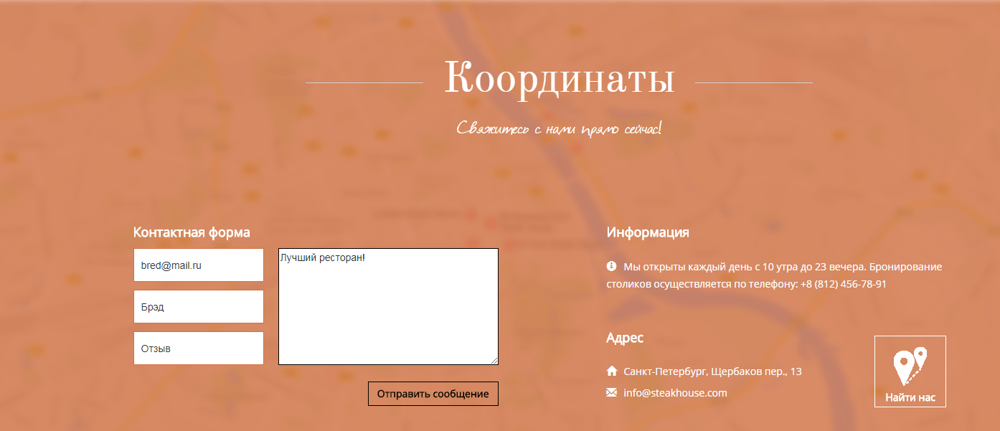 Координаты
Свяжитесь с нами прямо сейчас!
Контактная форма
bred@mail.ru
Брэд
Отзыв
Лучший ресторан!
Отправить сообщение
Информация
Мы открыты каждый день с 10 утра до 23 вечера. Бронирование
столиков осуществляется по телефону: +8 (812) 456-78-91
Адрес
Санкт-Петербург, Щербаков пер., 13
info@steakhouse.com
Найти нас